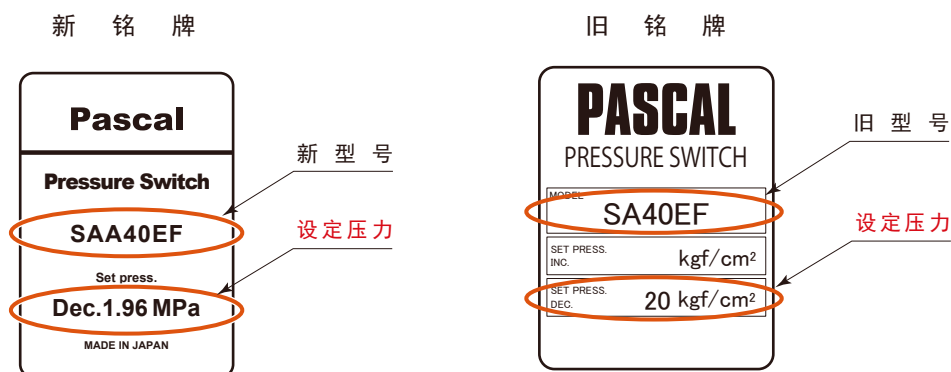 新 铭 牌
Pascal
Pressure Switch
新 型 号
SAA40EF
设定压力
Set press.
Dec.1.96 MPa
MADE IN JAPAN
旧 铭 牌
PASCAL
PRESSURE SWITCH
旧 型 号
MODEL
SA40EF
设定压力
SET PRESS.
INC. kgf/cm²
SET PRESS.
DEC. 20 kgf/cm²